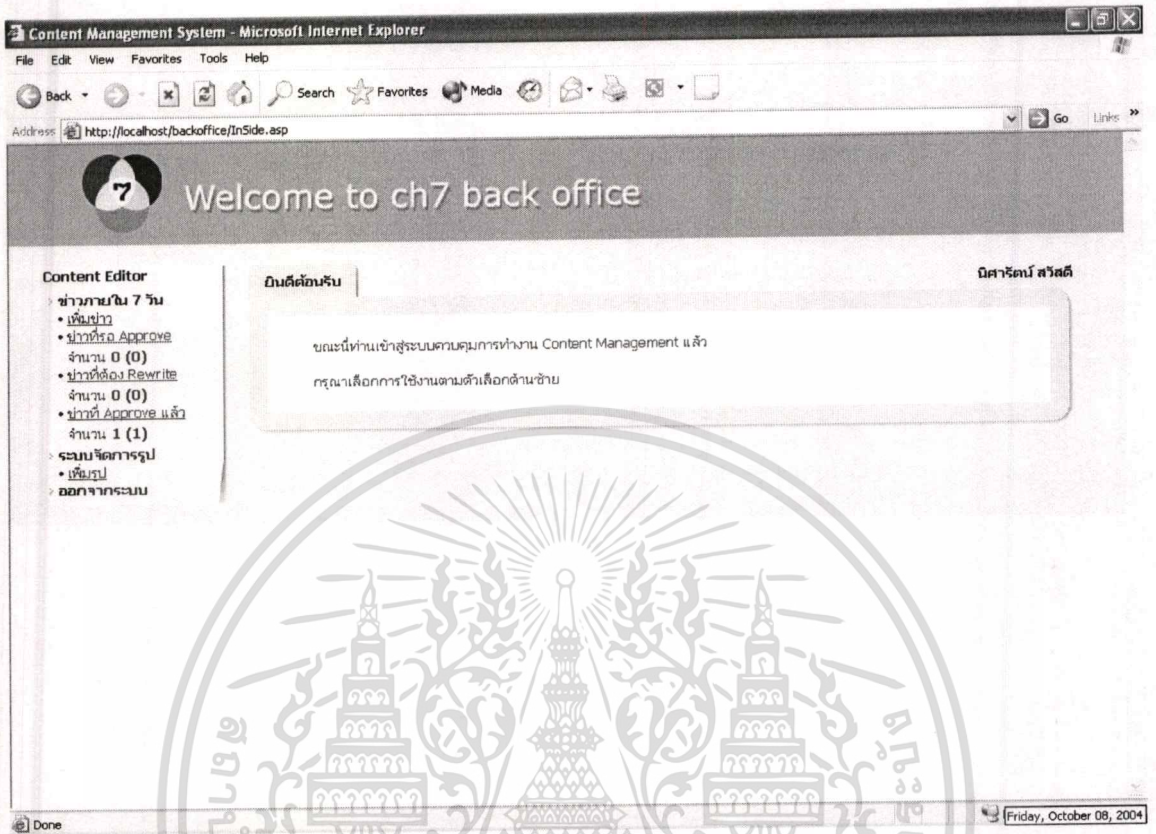 Content Management System - Microsoft Internet Explorer
File Edit View Favorites Tools Help
Back Search Favorites Media
Address http://localhost/backoffice/InSide.asp Go Links »
7 Welcome to ch7 back office
Content Editor
ข่าวภายใน 7 วัน
• เพิ่มข่าว
• ข่าวที่รอ Approve
จำนวน 0 (0)
• ข่าวที่ต้อง Rewrite
จำนวน 0 (0)
• ข่าวที่ Approve แล้ว
จำนวน 1 (1)
ระบบจัดการรูป
• เพิ่มรูป
ออกจากระบบ
ยินดีต้อนรับ
นิศารัตน์ สวัสดี
ขณะนี้ท่านเข้าสู่ระบบควบคุมการทำงาน Content Management แล้ว
กรุณาเลือกการใช้งานตามตัวเลือกด้านซ้าย
Done
Friday, October 08, 2004